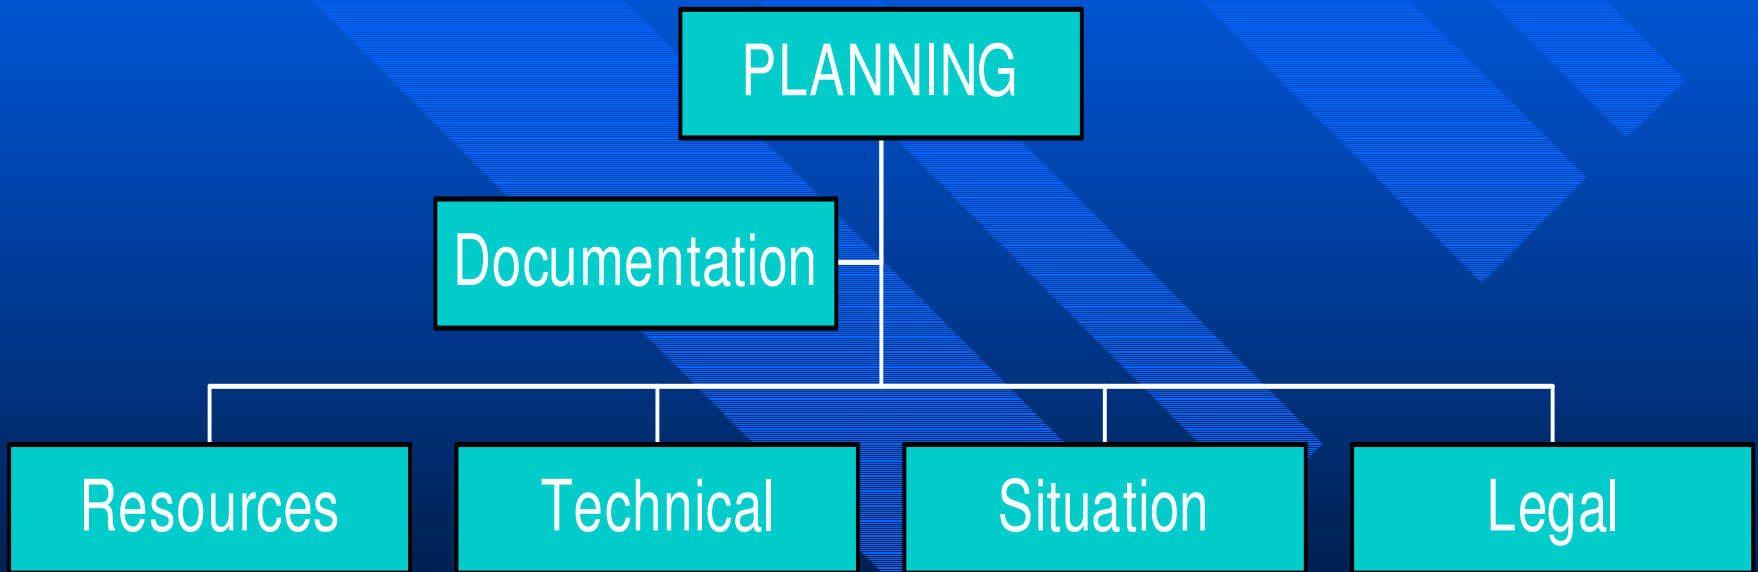 PLANNING
Documentation
Resources
Technical
Situation
Legal